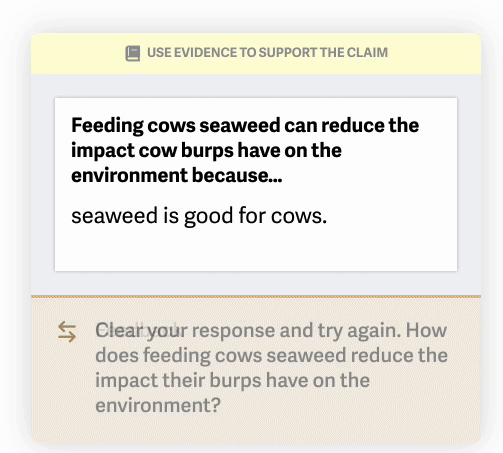 USE EVIDENCE TO SUPPORT THE CLAIM
Feeding cows seaweed can reduce the
impact cow burps have on the
environment because...
seaweed is good for cows.
Clear your response and try again. How
does feeding cows seaweed reduce the
impact their burps have on the
environment?